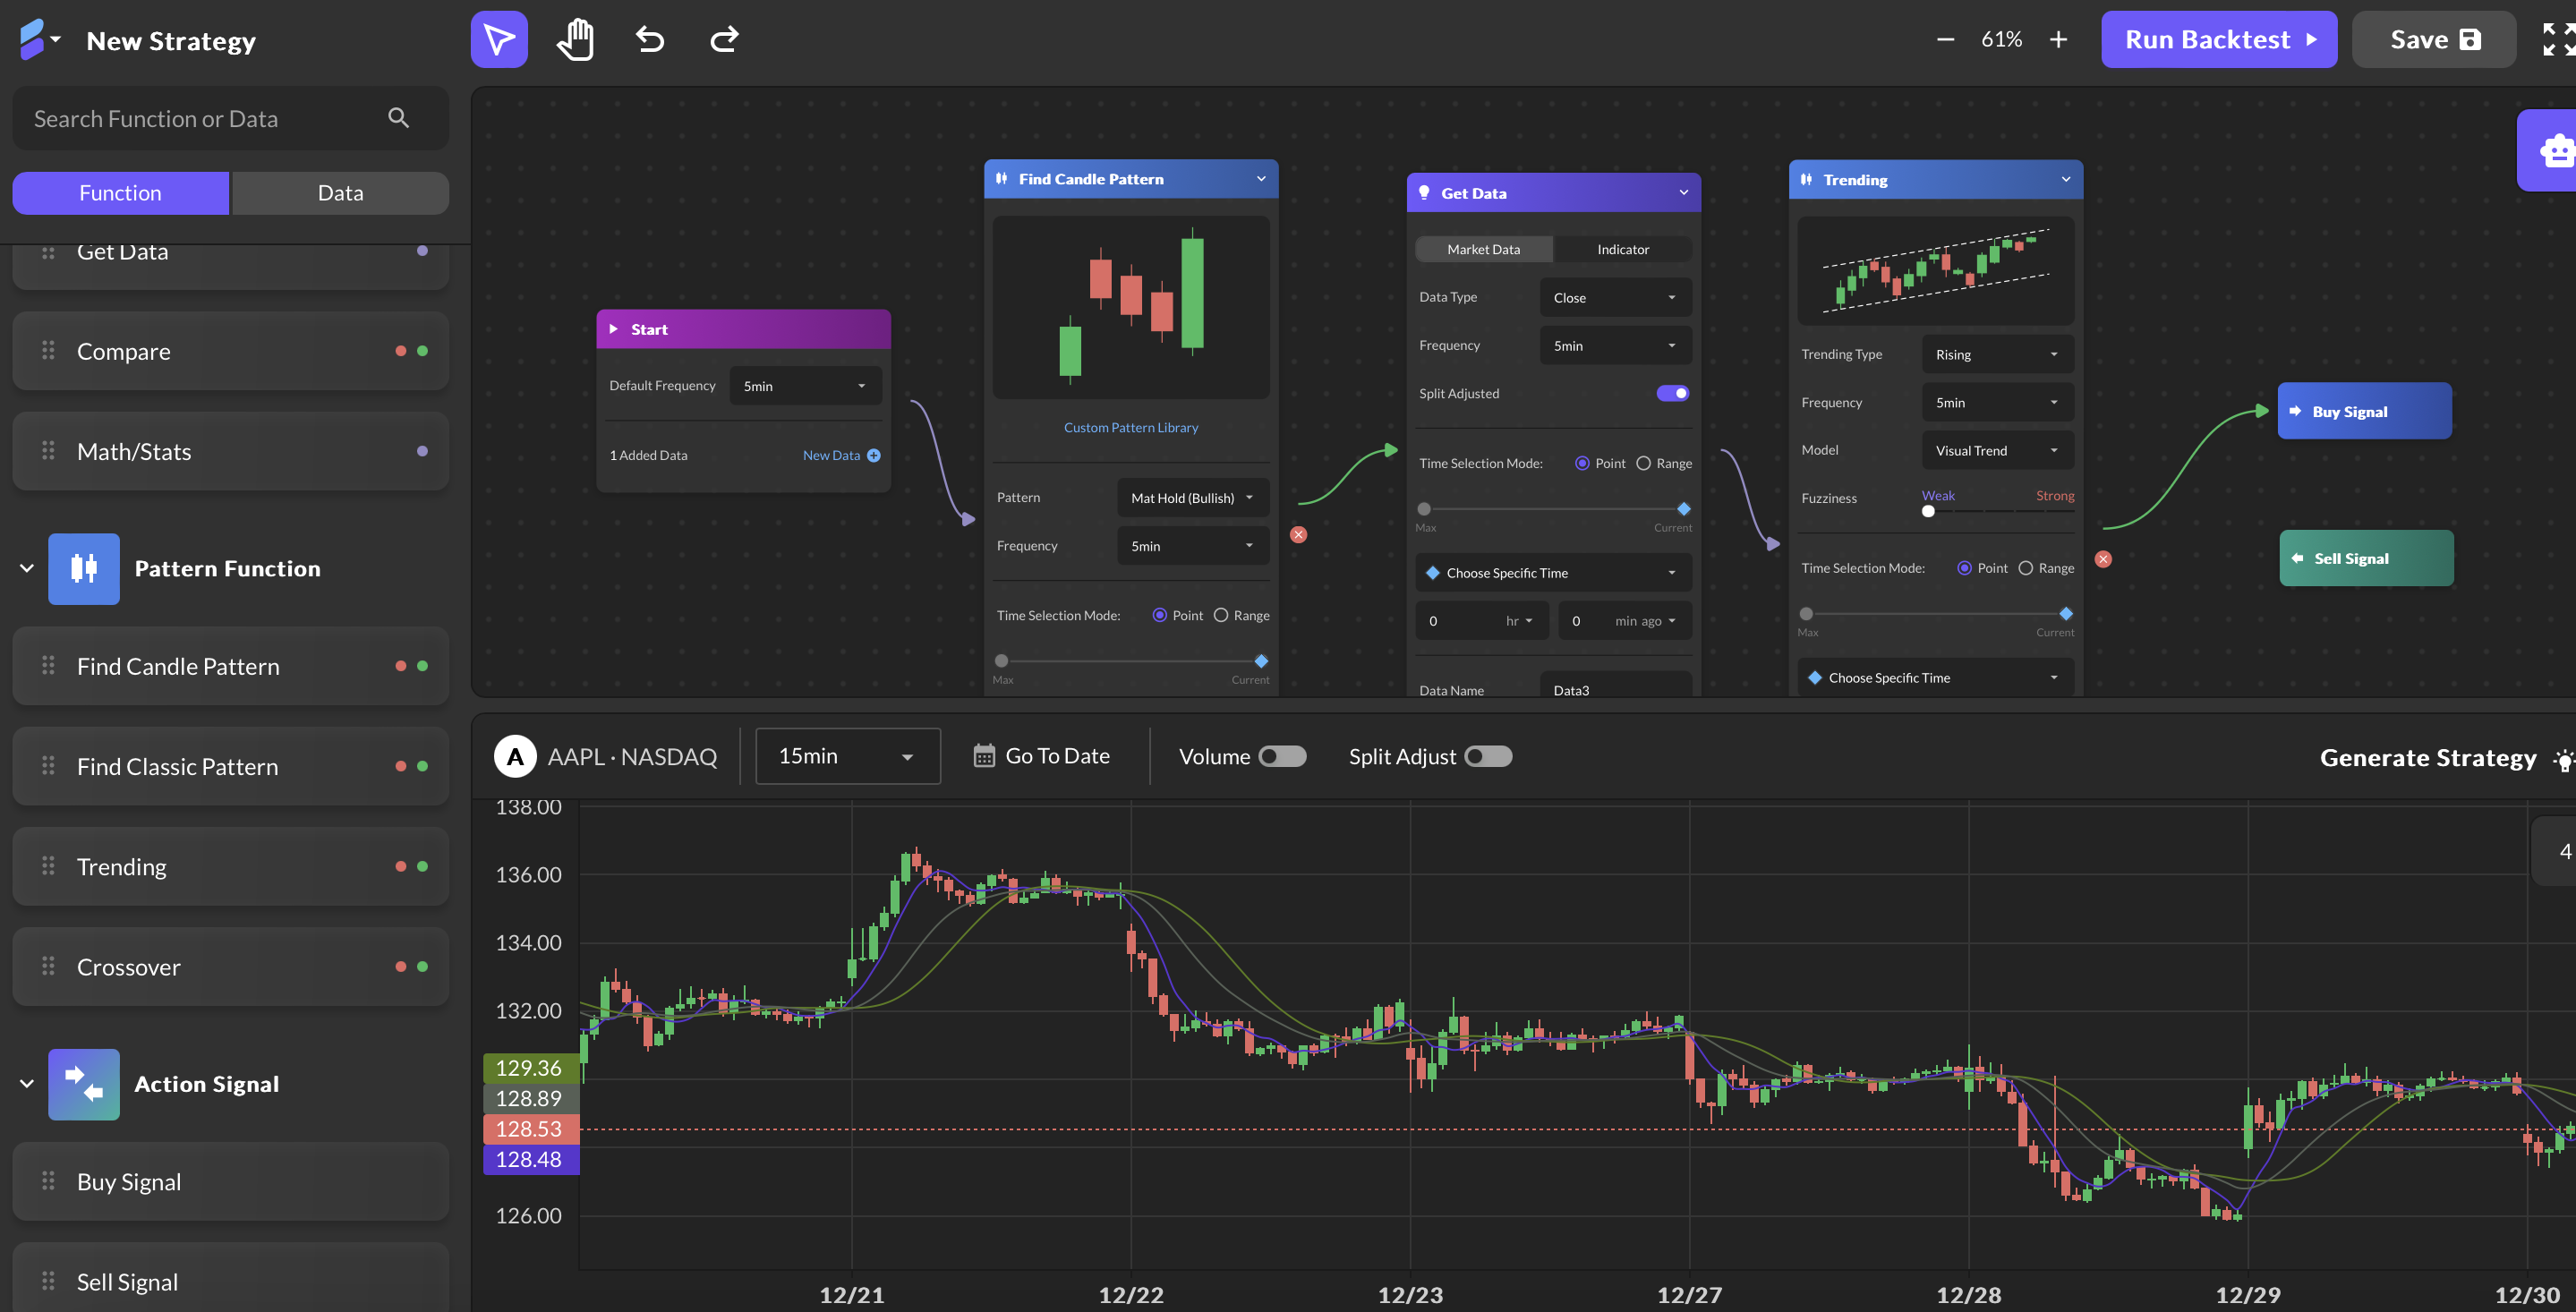 New Strategy
61%
Run Backtest
Save
Search Function or Data
Function
Data
Get Data
Compare
Math/Stats
Pattern Function
Find Candle Pattern
Find Classic Pattern
Trending
Crossover
Action Signal
Buy Signal
Sell Signal
Start
Default Frequency 5min
1 Added Data New Data
Find Candle Pattern
Custom Pattern Library
Pattern Mat Hold (Bullish)
Frequency 5min
Time Selection Mode: Point Range
Max Current
Get Data
Market Data Indicator
Data Type Close
Frequency 5min
Split Adjusted
Time Selection Mode: Point Range
Max Current
Choose Specific Time
0 hr 0 min ago
Data Name Data3
Trending
Trending Type Rising
Frequency 5min
Model Visual Trend
Fuzziness Weak Strong
Time Selection Mode: Point Range
Max Current
Choose Specific Time
Buy Signal
Sell Signal
A AAPL · NASDAQ 15min Go To Date Volume Split Adjust Generate Strategy
4
138.00
136.00
134.00
132.00
129.36
128.89
128.53
128.48
126.00
12/21 12/22 12/23 12/27 12/28 12/29 12/30